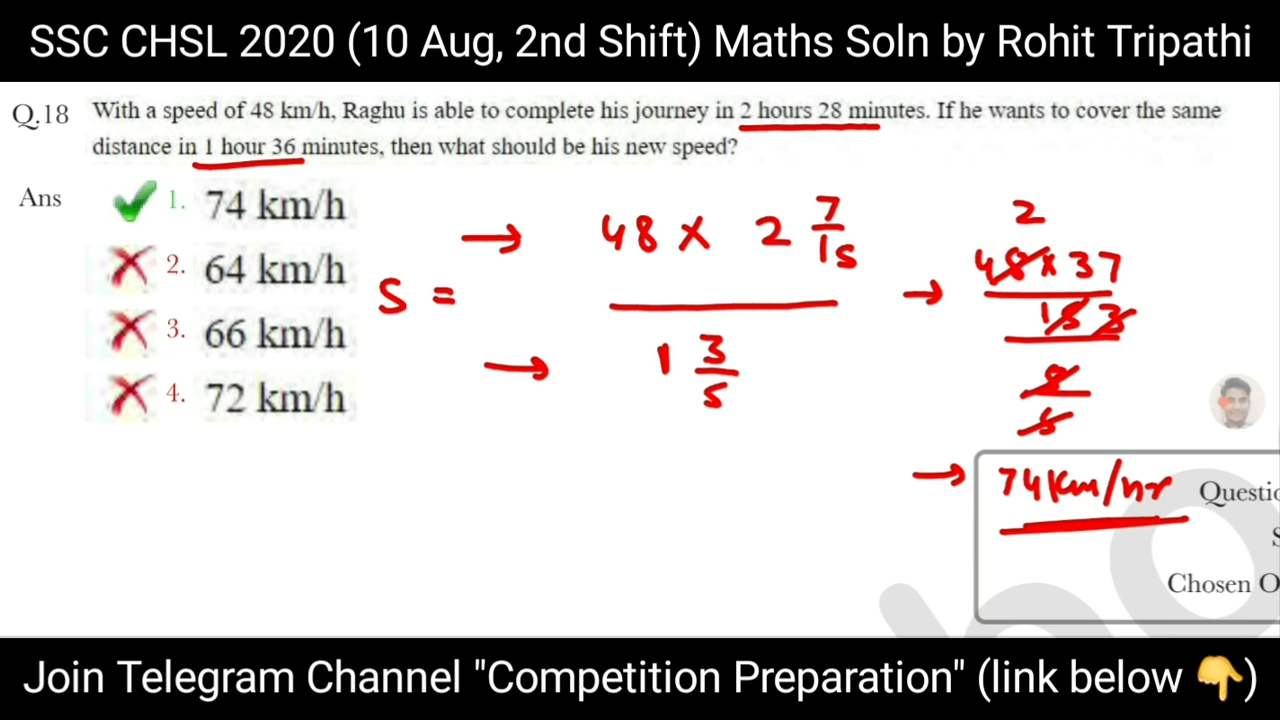 SSC CHSL 2020 (10 Aug, 2nd Shift) Maths Soln by Rohit Tripathi
Q.18 With a speed of 48 km/h, Raghu is able to complete his journey in 2 hours 28 minutes. If he wants to cover the same
distance in 1 hour 36 minutes, then what should be his new speed?
Ans
1. 74 km/h
2. 64 km/h
3. 66 km/h
4. 72 km/h
S =
→ 48 × 2 7/15
→ 1 3/5
→ 2
48 × 37
15 3
8
5
→ 74 km/hr
Questio
S
Chosen O
Join Telegram Channel "Competition Preparation" (link below 👇)